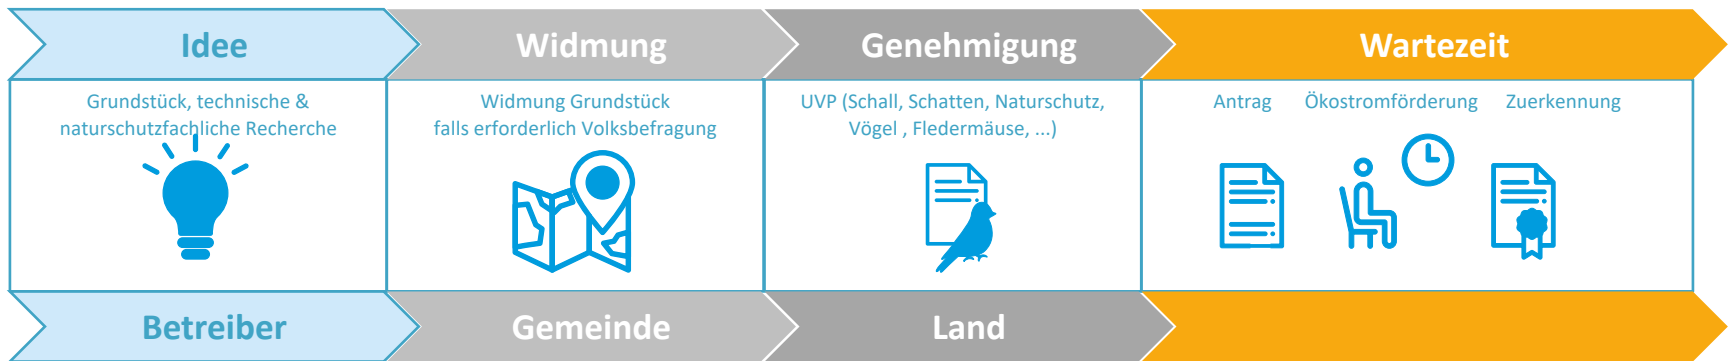 Idee
Widmung
Genehmigung
Wartezeit
Grundstück, technische &
naturschutzfachliche Recherche
Widmung Grundstück
falls erforderlich Volksbefragung
UVP (Schall, Schatten, Naturschutz,
Vögel , Fledermäuse, ...)
Antrag
Ökostromförderung
Zuerkennung
Betreiber
Gemeinde
Land